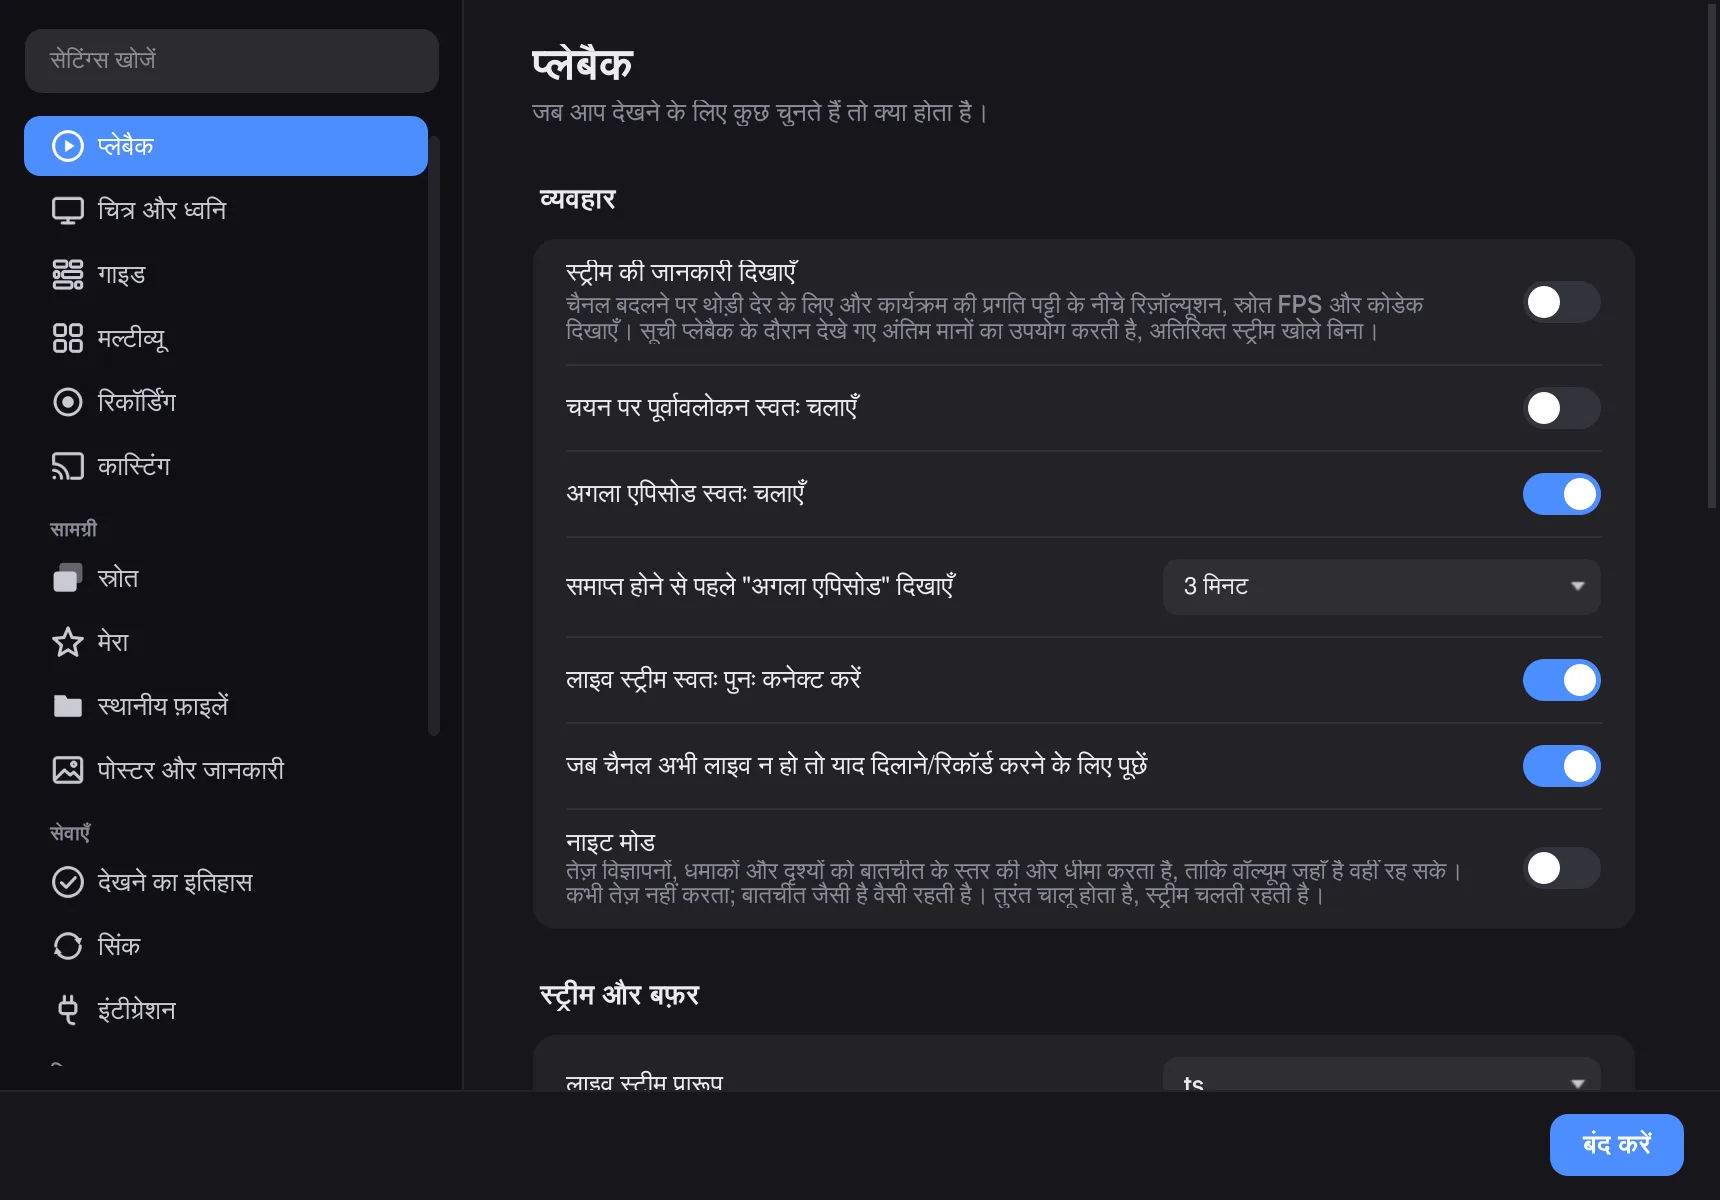 सेटिंग्स खोजें
प्लेबैक
चित्र और ध्वनि
गाइड
मल्टीव्यू
रिकॉर्डिंग
कास्टिंग
सामग्री
स्रोत
मेरा
स्थानीय फ़ाइलें
पोस्टर और जानकारी
सेवाएँ
देखने का इतिहास
सिंक
इंटीग्रेशन
प्लेबैक
जब आप देखने के लिए कुछ चुनते हैं तो क्या होता है।
व्यवहार
स्ट्रीम की जानकारी दिखाएँ
चैनल बदलने पर थोड़ी देर के लिए और कार्यक्रम की प्रगति पट्टी के नीचे रिज़ॉल्यूशन, स्रोत FPS और कोडेक
दिखाएँ। सूची प्लेबैक के दौरान देखे गए अंतिम मानों का उपयोग करती है, अतिरिक्त स्ट्रीम खोले बिना।
चयन पर पूर्वावलोकन स्वतः चलाएँ
अगला एपिसोड स्वतः चलाएँ
समाप्त होने से पहले "अगला एपिसोड" दिखाएँ
3 मिनट
लाइव स्ट्रीम स्वतः पुनः कनेक्ट करें
जब चैनल अभी लाइव न हो तो याद दिलाने/रिकॉर्ड करने के लिए पूछें
नाइट मोड
तेज़ विज्ञापनों, धमाकों और दृश्यों को बातचीत के स्तर की ओर धीमा करता है, ताकि वॉल्यूम जहाँ है वहीं रह सके।
कभी तेज़ नहीं करता; बातचीत जैसी है वैसी रहती है। तुरंत चालू होता है, स्ट्रीम चलती रहती है।
स्ट्रीम और बफ़र
लाइव स्ट्रीम प्रारूप
ts
बंद करें